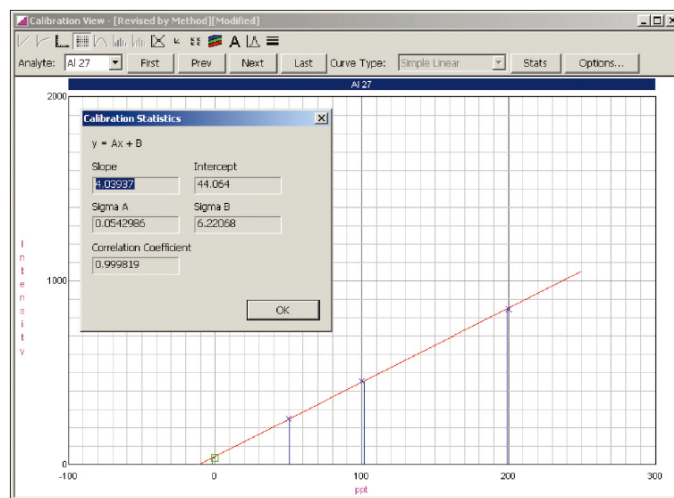 Calibration View - [Revised by Method][Modified]
A
Analyte: Al 27 First Prev Next Last Curve Type: Simple Linear Stats Options...
Al 27
2000
Calibration Statistics
y = Ax + B
Slope Intercept
4.03937 44.064
Sigma A Sigma B
0.0542986 6.22068
Correlation Coefficient
0.999819
OK
Intensity
1000
0
-100 0 100 200 300
ppt